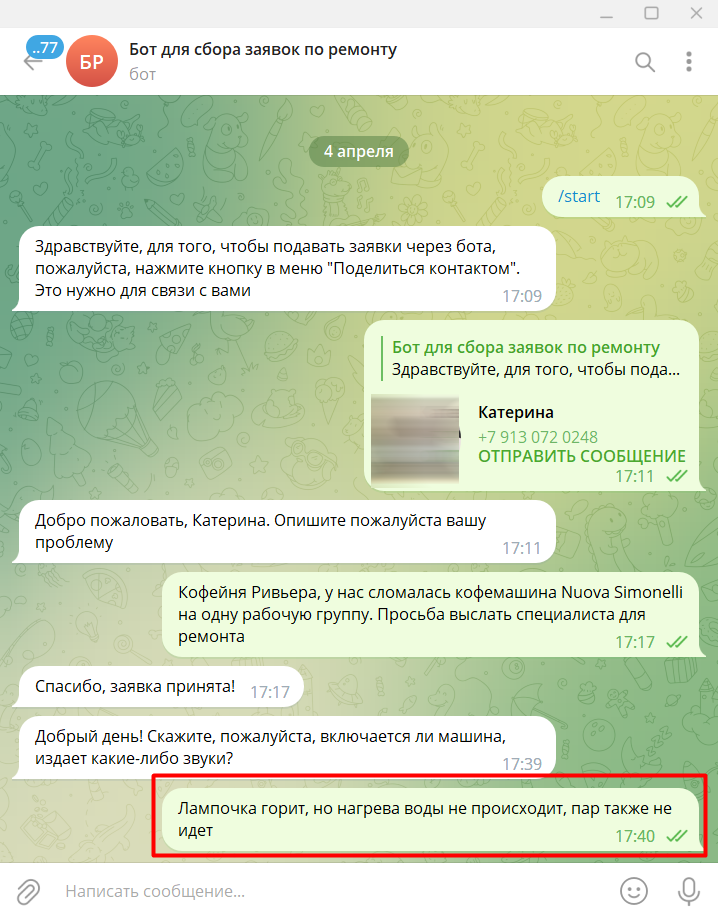 ..77
БР
Бот для сбора заявок по ремонту
бот
4 апреля
/start 17:09
Здравствуйте, для того, чтобы подавать заявки через бота,
пожалуйста, нажмите кнопку в меню "Поделиться контактом".
Это нужно для связи с вами
17:09
Бот для сбора заявок по ремонту
Здравствуйте, для того, чтобы пода...
Катерина
+7 913 072 0248
ОТПРАВИТЬ СООБЩЕНИЕ
17:11
Добро пожаловать, Катерина. Опишите пожалуйста вашу
проблему
17:11
Кофейня Ривьера, у нас сломалась кофемашина Nuova Simonelli
на одну рабочую группу. Просьба выслать специалиста для
ремонта
17:17
Спасибо, заявка принята! 17:17
Добрый день! Скажите, пожалуйста, включается ли машина,
издает какие-либо звуки?
17:39
Лампочка горит, но нагрева воды не происходит, пар также не
идет
17:40
Написать сообщение...